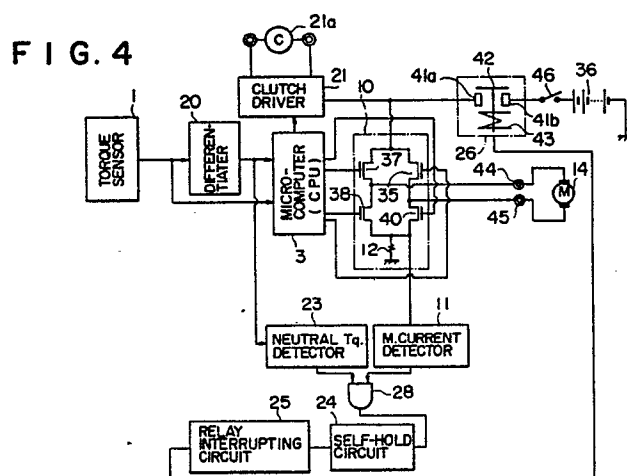 FIG. 4
21a
C
1
TORQUE
SENSOR
20
DIFFEREN-
TIATER
CLUTCH
DRIVER
21
MICRO-
COMPUTER
(CPU)
3
10
37
35
38
40
12
41a
42
41b
43
26
46
36
44
45
M
14
23
NEUTRAL Tq.
DETECTOR
11
M.CURRENT
DETECTOR
28
25
RELAY
INTERRUPTING
CIRCUIT
24
SELF-HOLD
CIRCUIT